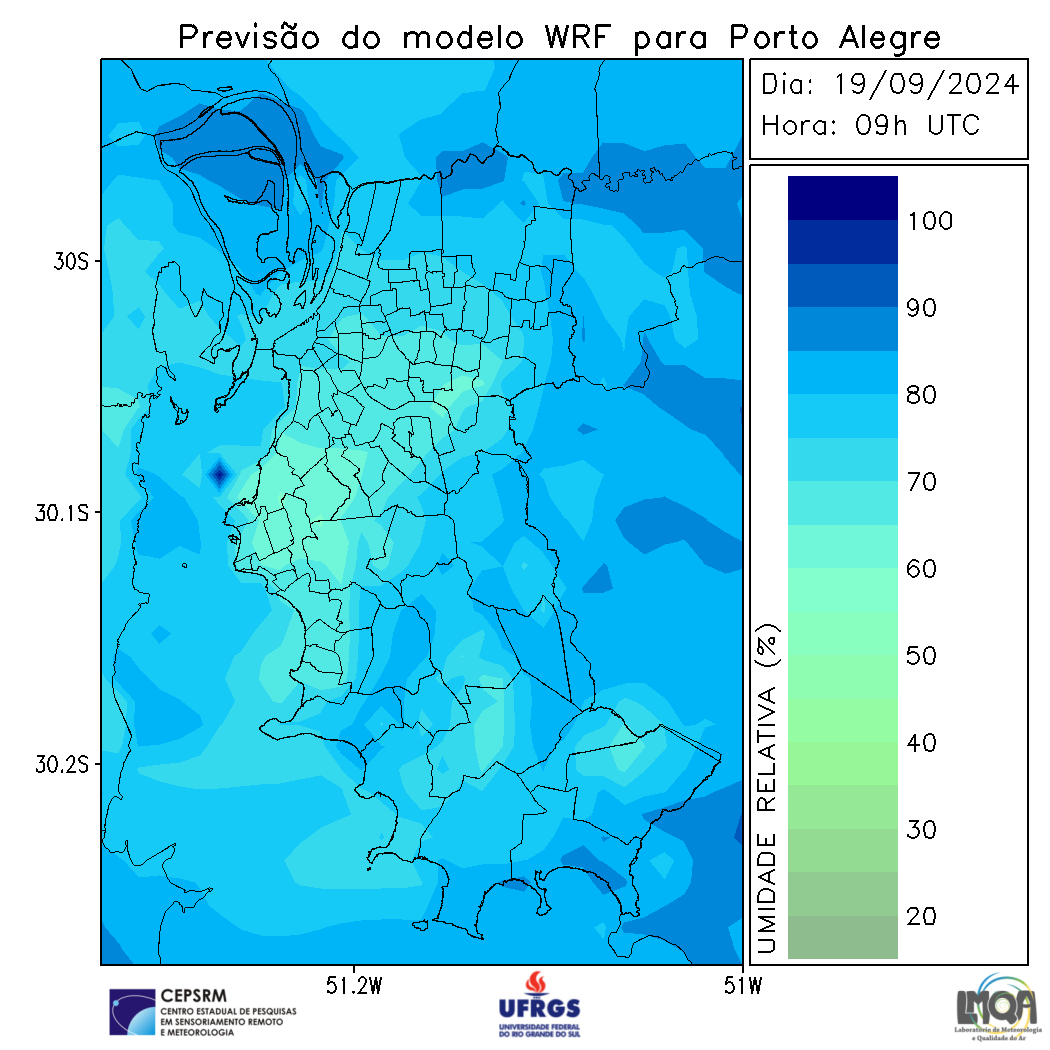 Previsão do modelo WRF para Porto Alegre
Dia: 19/09/2024
Hora: 09h UTC
30S
30.1S
30.2S
51.2W
51W
UMIDADE RELATIVA (%)
100
90
80
70
60
50
40
30
20
CEPSRM
CENTRO ESTADUAL DE PESQUISAS
EM SENSORIAMENTO REMOTO
E METEOROLOGIA
UFRGS
UNIVERSIDADE FEDERAL
DO RIO GRANDE DO SUL
LMQA
Laboratório de Meteorologia
e Qualidade do Ar